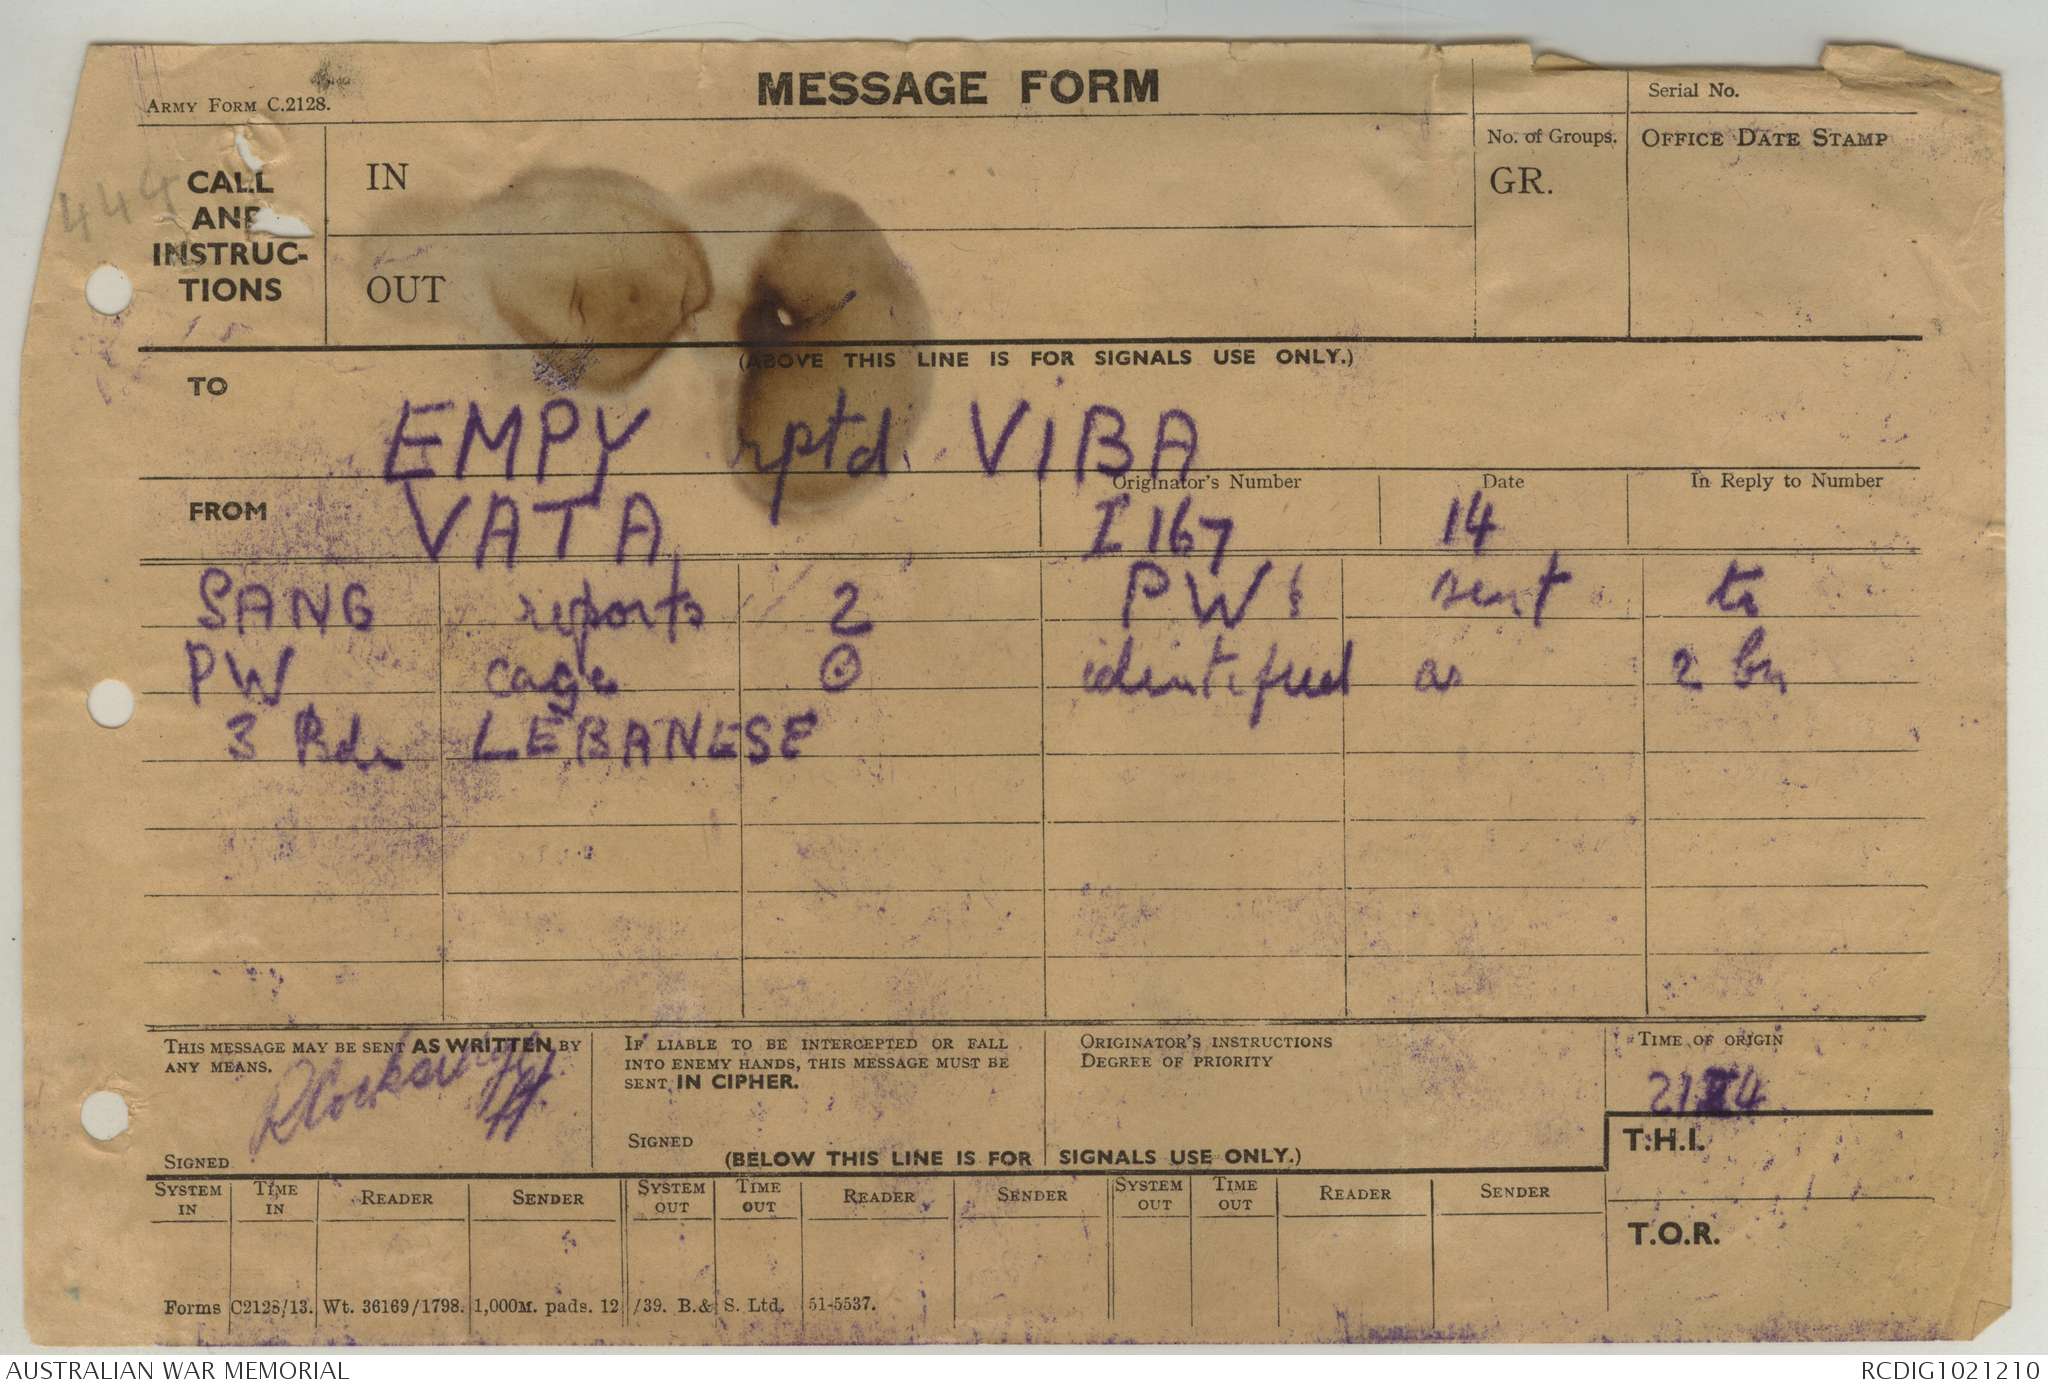 MESSAGE FORM
ARMY FORM C.2128.
Serial No.
444
CALL
AND
INSTRUC-
TIONS
IN
OUT
No. of Groups.
GR.
OFFICE DATE STAMP
(ABOVE THIS LINE IS FOR SIGNALS USE ONLY.)
TO
EMPY rptd. VIBA
FROM
VATA
Originator's Number
I 167
Date
14
In Reply to Number
SANG reports 2 PWs sent to
PW cage ⊙ identified as 2 bn
3 Bde LEBANESE
THIS MESSAGE MAY BE SENT AS WRITTEN BY
ANY MEANS.
SIGNED
IF LIABLE TO BE INTERCEPTED OR FALL
INTO ENEMY HANDS, THIS MESSAGE MUST BE
SENT IN CIPHER.
SIGNED
ORIGINATOR'S INSTRUCTIONS
DEGREE OF PRIORITY
TIME OF ORIGIN
T.H.I.
T.O.R.
(BELOW THIS LINE IS FOR SIGNALS USE ONLY.)
SYSTEM IN TIME IN READER SENDER SYSTEM OUT TIME OUT READER SENDER SYSTEM OUT TIME OUT READER SENDER
Forms C2128/13. Wt. 36169/1798. 1,000M. pads. 12/39. B.& S. Ltd. 51-5537.
AUSTRALIAN WAR MEMORIAL
RCDIG1021210